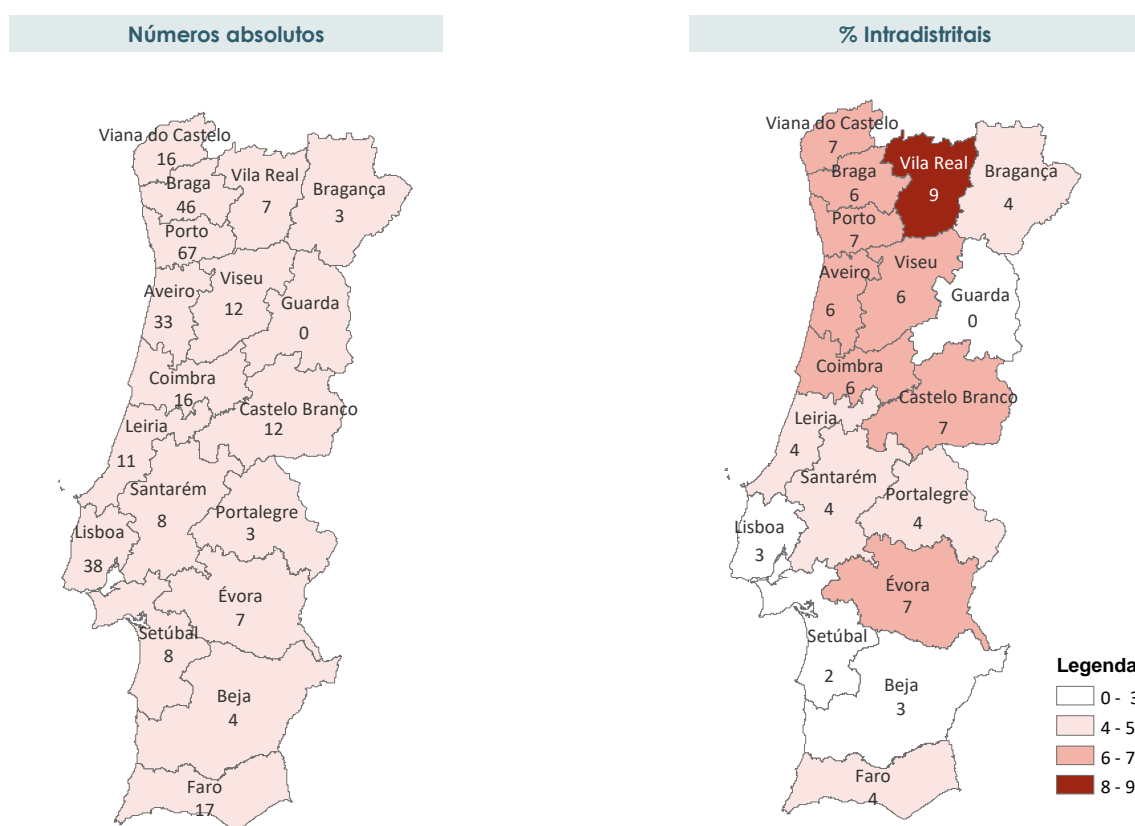 Números absolutos
Viana do Castelo
16
Braga
46
Vila Real
7
Bragança
3
Porto
67
Aveiro
33
Viseu
12
Guarda
0
Coimbra
16
Castelo Branco
12
Leiria
11
Santarém
8
Portalegre
3
Lisboa
38
Évora
7
Setúbal
8
Beja
4
Faro
17
% Intradistritais
Viana do Castelo
7
Braga
6
Vila Real
9
Bragança
4
Porto
7
Aveiro
6
Viseu
6
Guarda
0
Coimbra
6
Castelo Branco
7
Leiria
4
Santarém
4
Portalegre
4
Lisboa
3
Évora
7
Setúbal
2
Beja
3
Faro
4
Legenda
0 - 3
4 - 5
6 - 7
8 - 9